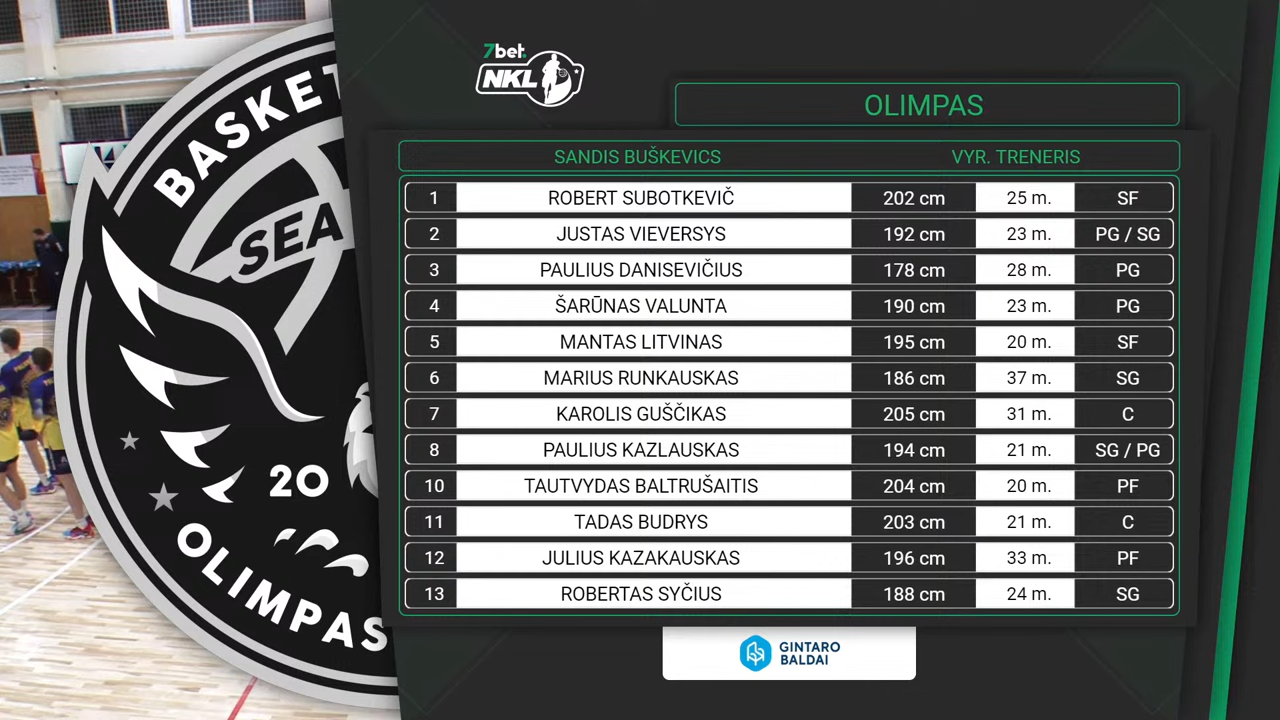 7bet.
NKL
OLIMPAS
SANDIS BUŠKEVICS VYR. TRENERIS
1 ROBERT SUBOTKEVIČ 202 cm 25 m. SF
2 JUSTAS VIEVERSYS 192 cm 23 m. PG / SG
3 PAULIUS DANISEVIČIUS 178 cm 28 m. PG
4 ŠARŪNAS VALUNTA 190 cm 23 m. PG
5 MANTAS LITVINAS 195 cm 20 m. SF
6 MARIUS RUNKAUSKAS 186 cm 37 m. SG
7 KAROLIS GUŠČIKAS 205 cm 31 m. C
8 PAULIUS KAZLAUSKAS 194 cm 21 m. SG / PG
10 TAUTVYDAS BALTRUŠAITIS 204 cm 20 m. PF
11 TADAS BUDRYS 203 cm 21 m. C
12 JULIUS KAZAKAUSKAS 196 cm 33 m. PF
13 ROBERTAS SYČIUS 188 cm 24 m. SG
GINTARO
BALDAI
BASKET
SEA
20
OLIMPAS